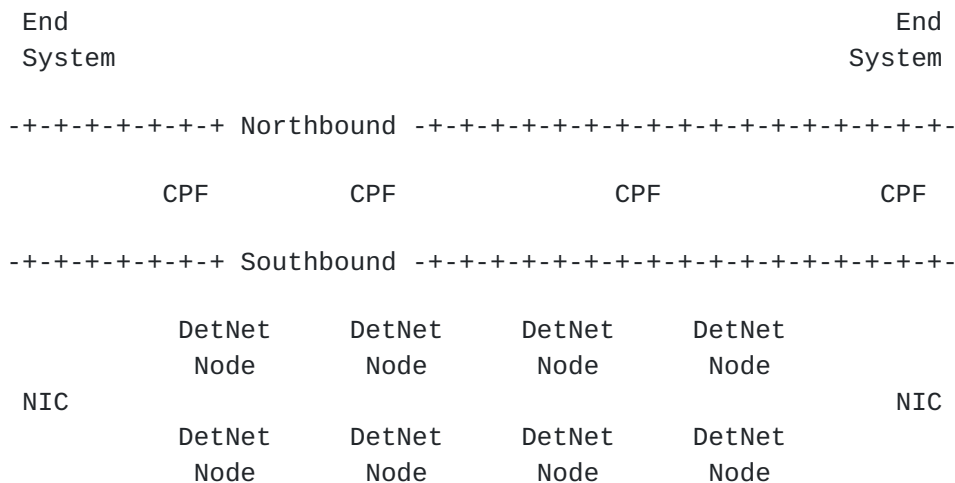 End End
System System
-+-+-+-+-+-+-+ Northbound -+-+-+-+-+-+-+-+-+-+-+-+-+-+-+-+-+-
CPF CPF CPF CPF
-+-+-+-+-+-+-+ Southbound -+-+-+-+-+-+-+-+-+-+-+-+-+-+-+-+-+-
DetNet DetNet DetNet DetNet
Node Node Node Node
NIC NIC
DetNet DetNet DetNet DetNet
Node Node Node Node